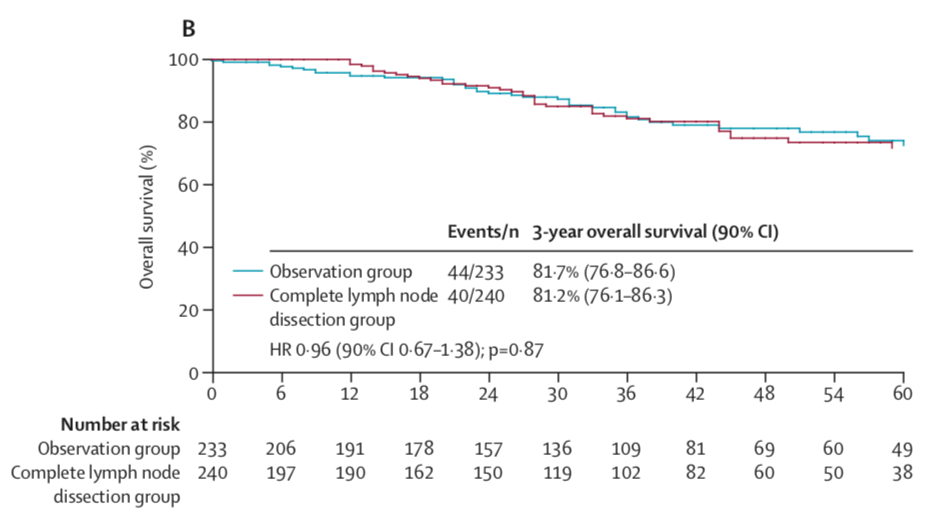 B
100
80
60
40
20
0
Overall survival (%)
Events/n 3-year overall survival (90% CI)
Observation group 44/233 81·7% (76·8–86·6)
Complete lymph node 40/240 81·2% (76·1–86·3)
dissection group
HR 0·96 (90% CI 0·67–1·38); p=0·87
0 6 12 18 24 30 36 42 48 54 60
Number at risk
Observation group 233 206 191 178 157 136 109 81 69 60 49
Complete lymph node 240 197 190 162 150 119 102 82 60 50 38
dissection group